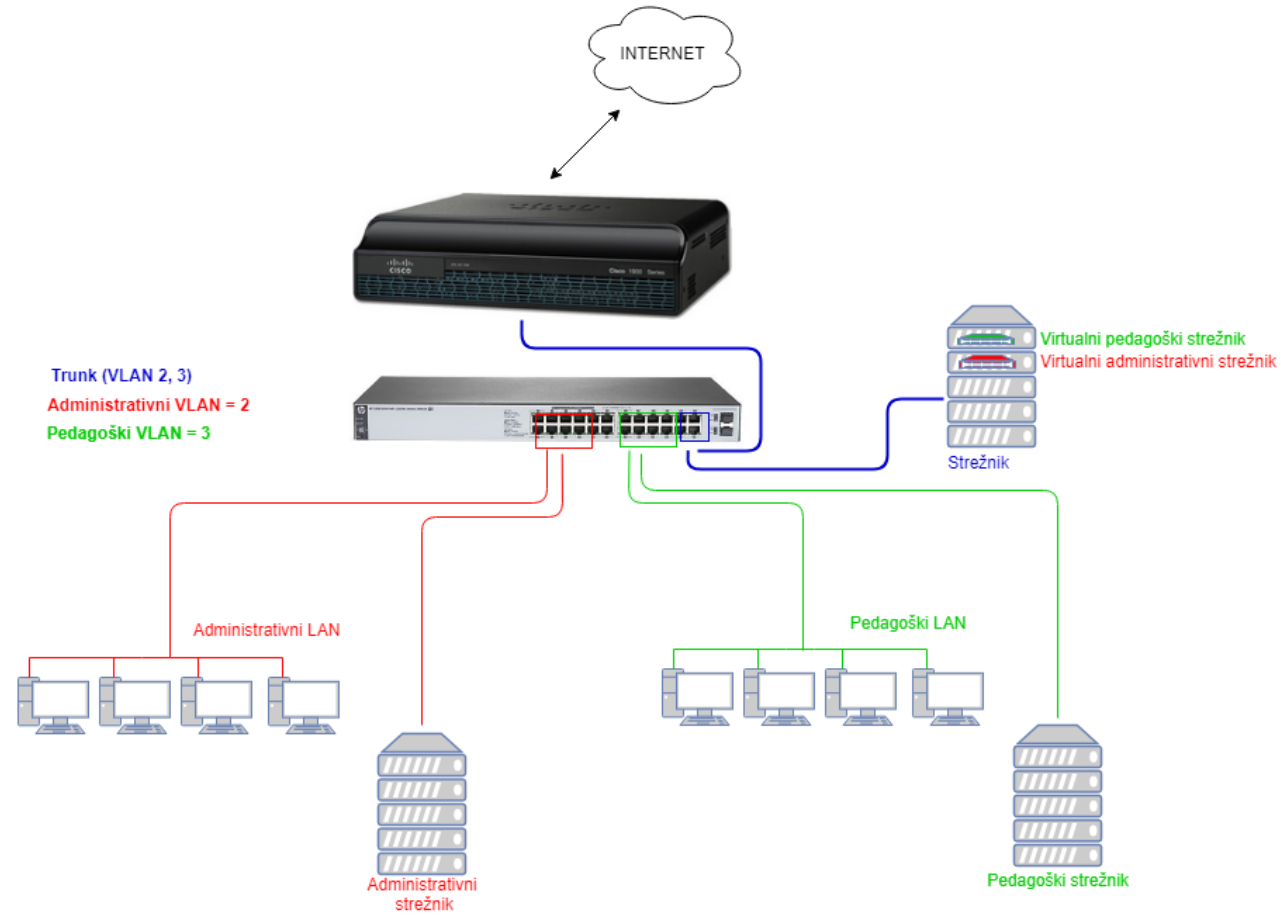 INTERNET
CISCO
Cisco 1900 Series
Virtualni pedagoški strežnik
Virtualni administrativni strežnik
Trunk (VLAN 2, 3)
Administrativni VLAN = 2
Pedagoški VLAN = 3
Strežnik
Administrativni LAN
Pedagoški LAN
Administrativni
strežnik
Pedagoški strežnik